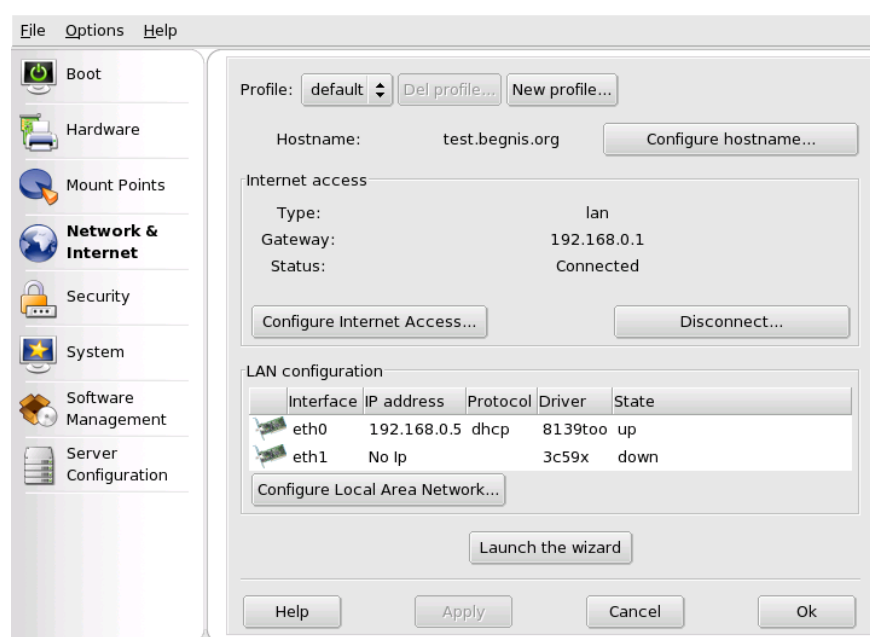 File Options Help
Boot
Hardware
Mount Points
Network &
Internet
Security
System
Software
Management
Server
Configuration
Profile: default Del profile... New profile...
Hostname: test.begnis.org Configure hostname...
Internet access
Type: lan
Gateway: 192.168.0.1
Status: Connected
Configure Internet Access... Disconnect...
LAN configuration
Interface IP address Protocol Driver State
eth0 192.168.0.5 dhcp 8139too up
eth1 No Ip 3c59x down
Configure Local Area Network...
Launch the wizard
Help Apply Cancel Ok